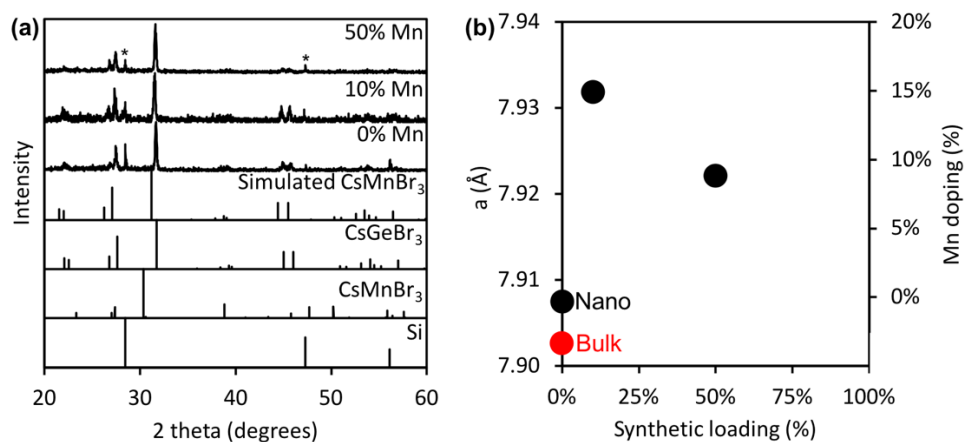 (a)
50% Mn
*
*
10% Mn
0% Mn
Simulated CsMnBr3
CsGeBr3
CsMnBr3
Si
Intensity
20 30 40 50 60
2 theta (degrees)
(b)
7.94
7.93
7.92
7.91
7.90
a (Å)
Nano
Bulk
20%
15%
10%
5%
0%
Mn doping (%)
0% 25% 50% 75% 100%
Synthetic loading (%)